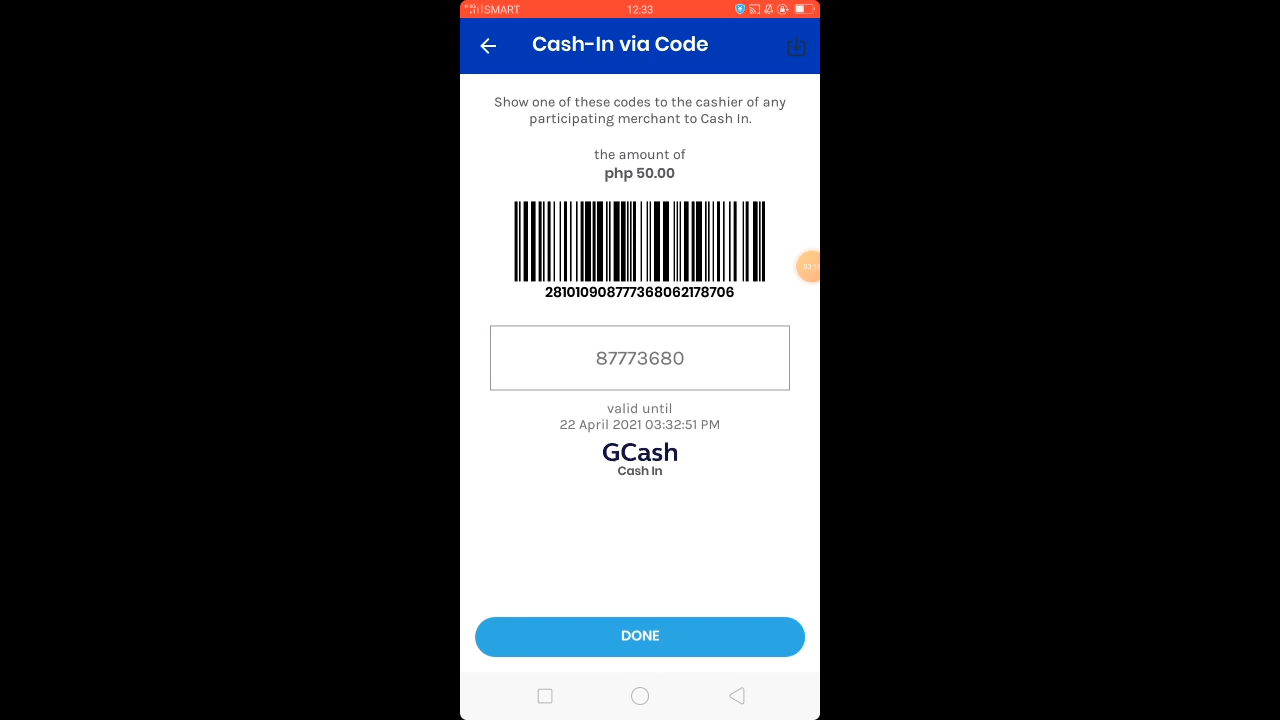 SMART
12:33
Cash-In via Code
Show one of these codes to the cashier of any
participating merchant to Cash In.
the amount of
php 50.00
281010908777368062178706
87773680
valid until
22 April 2021 03:32:51 PM
GCash
Cash In
DONE